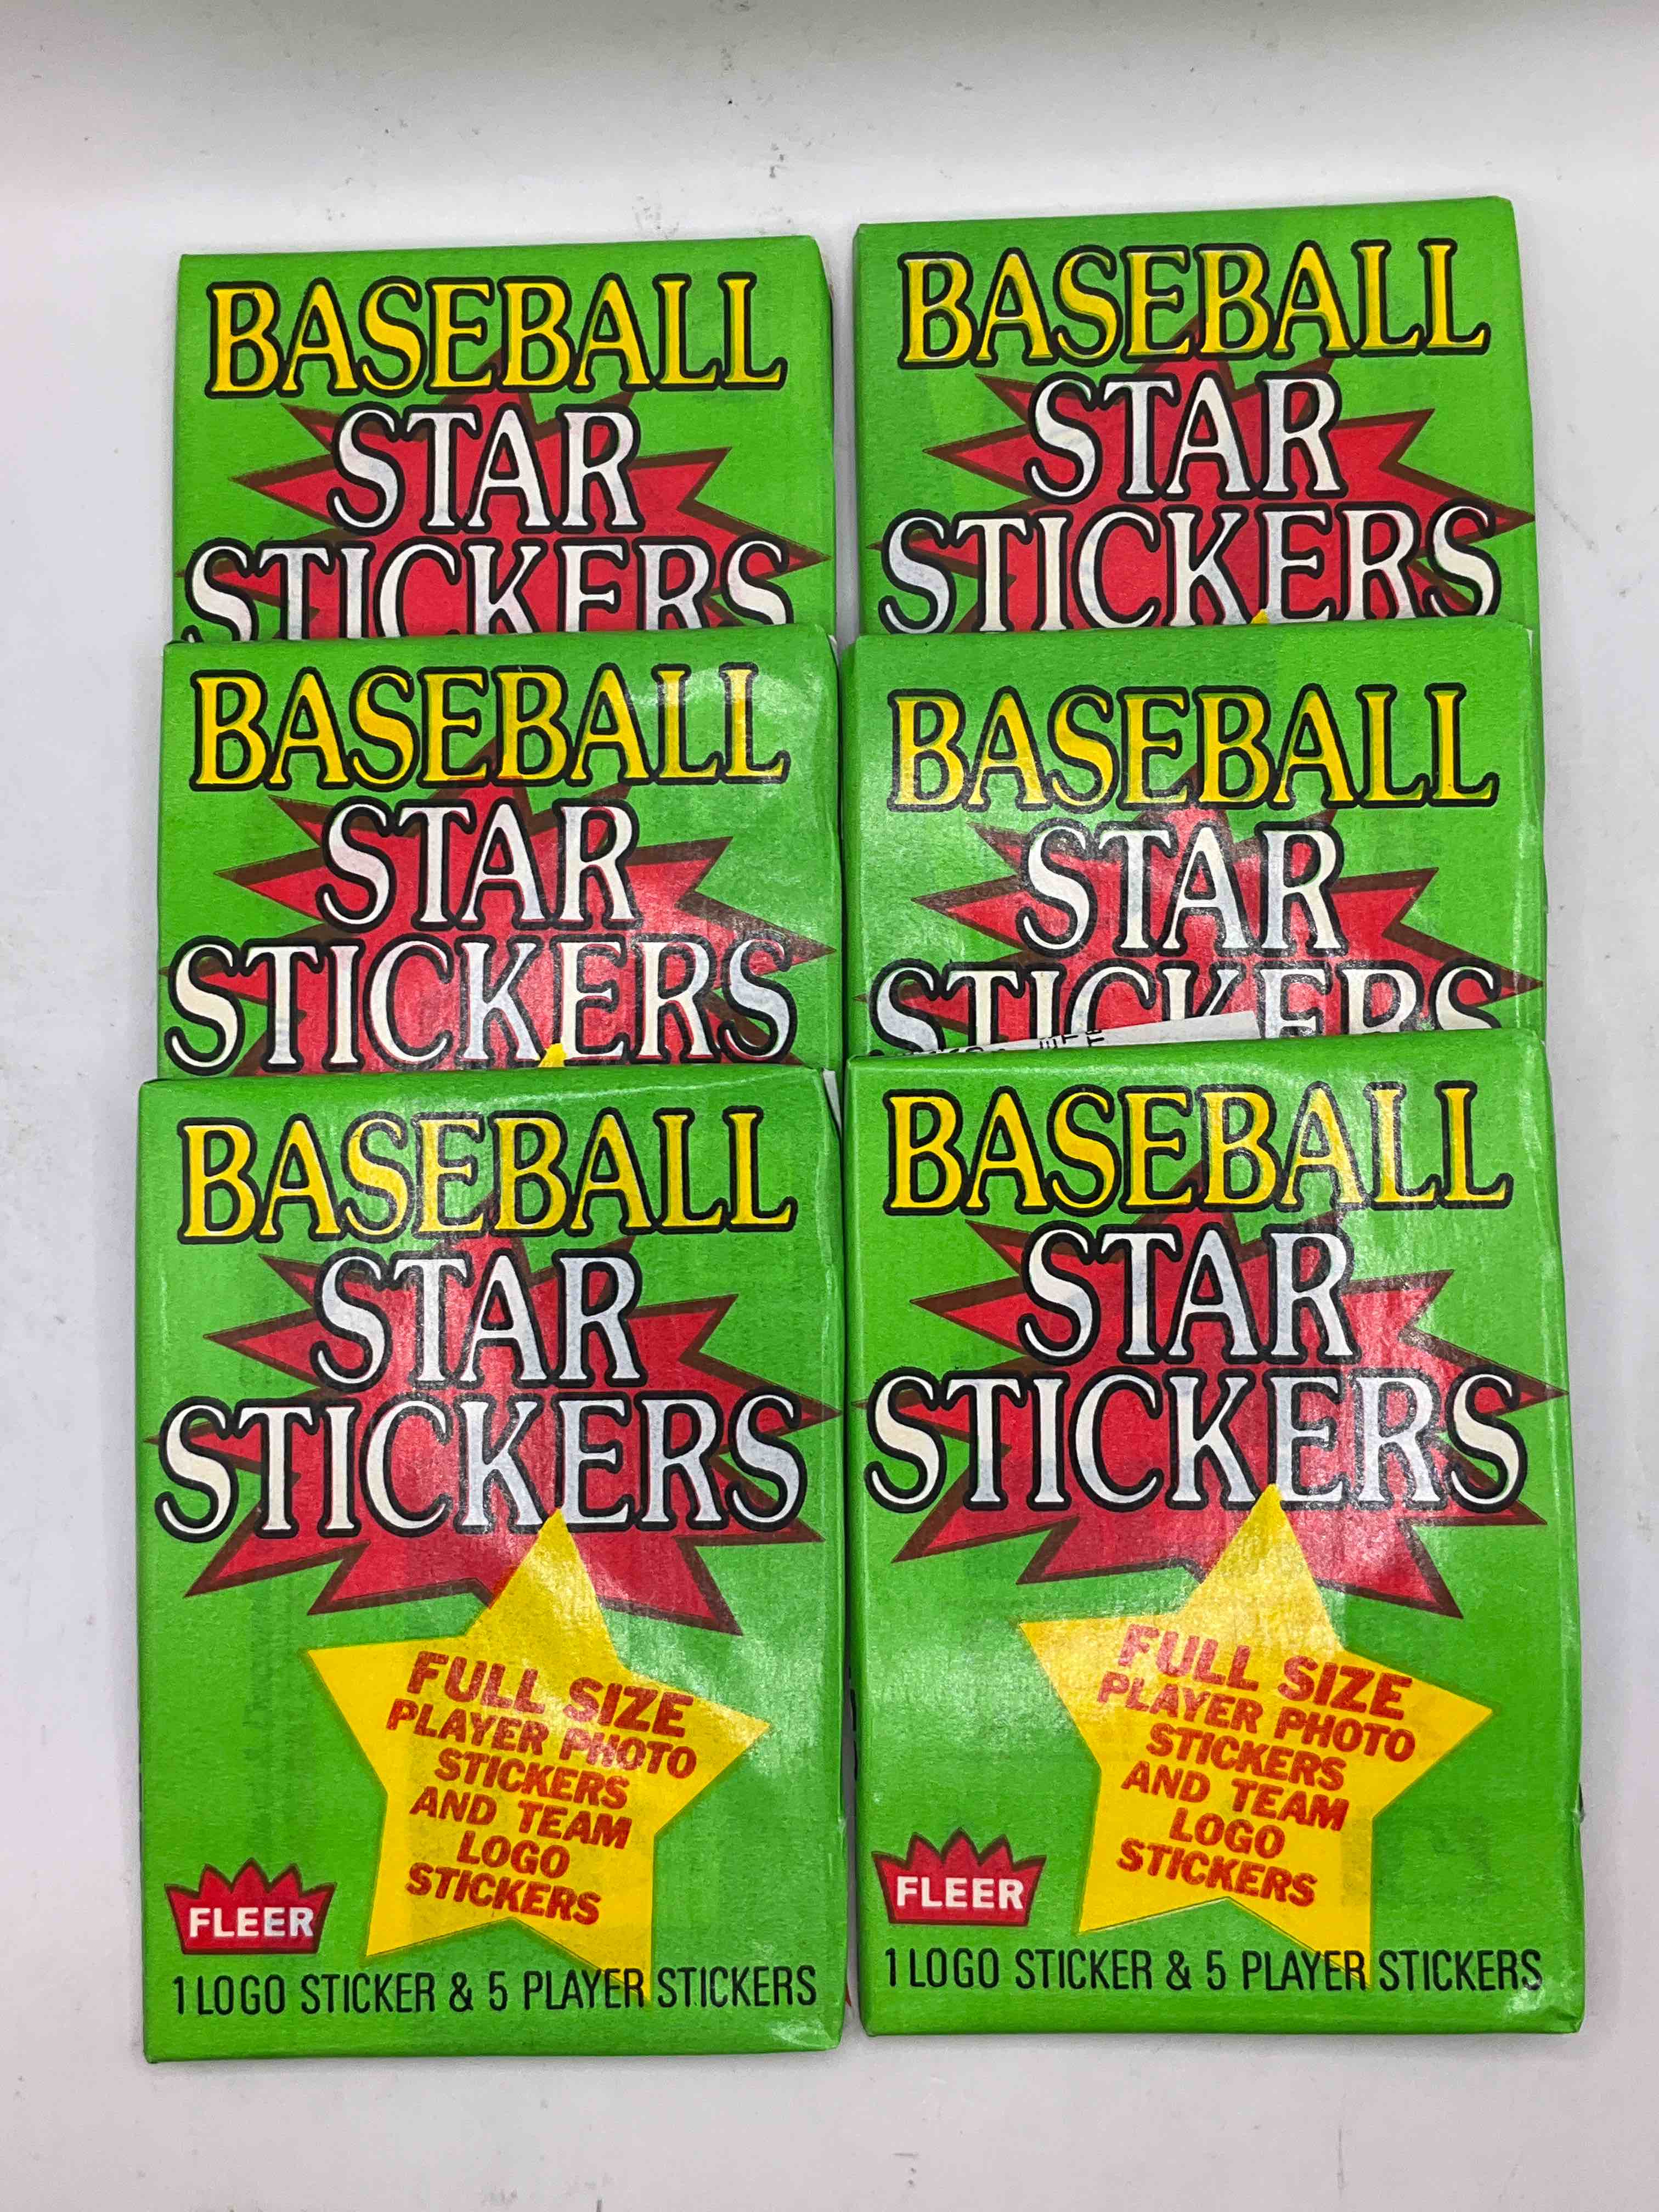 BASEBALL
STAR
STICKERS
BASEBALL
STAR
STICKERS
BASEBALL
STAR
STICKERS
BASEBALL
STAR
STICKERS
BASEBALL
STAR
STICKERS
FULL SIZE
PLAYER PHOTO
STICKERS
AND TEAM
LOGO
STICKERS
FLEER
1 LOGO STICKER & 5 PLAYER STICKERS
BASEBALL
STAR
STICKERS
FULL SIZE
PLAYER PHOTO
STICKERS
AND TEAM
LOGO
STICKERS
FLEER
1 LOGO STICKER & 5 PLAYER STICKERS